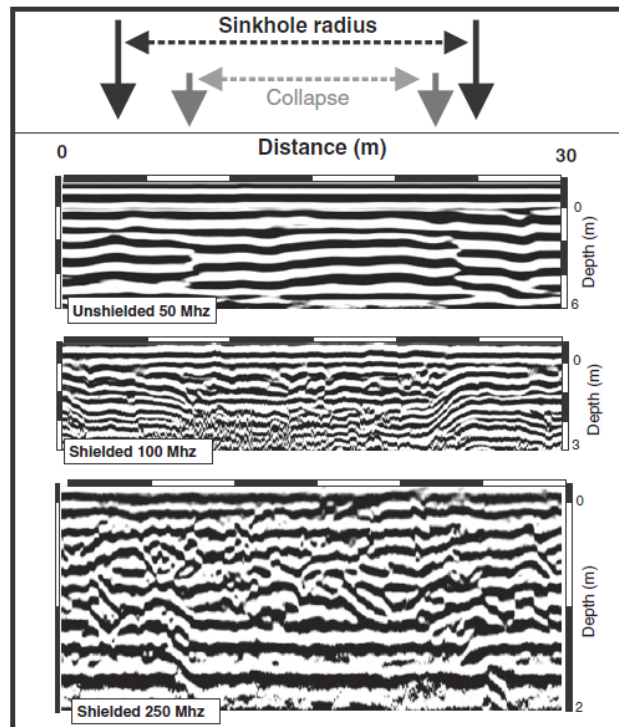 Sinkhole radius
Collapse
0 Distance (m) 30
0
Depth (m)
6
Unshielded 50 Mhz
0
Depth (m)
3
Shielded 100 Mhz
0
Depth (m)
2
Shielded 250 Mhz